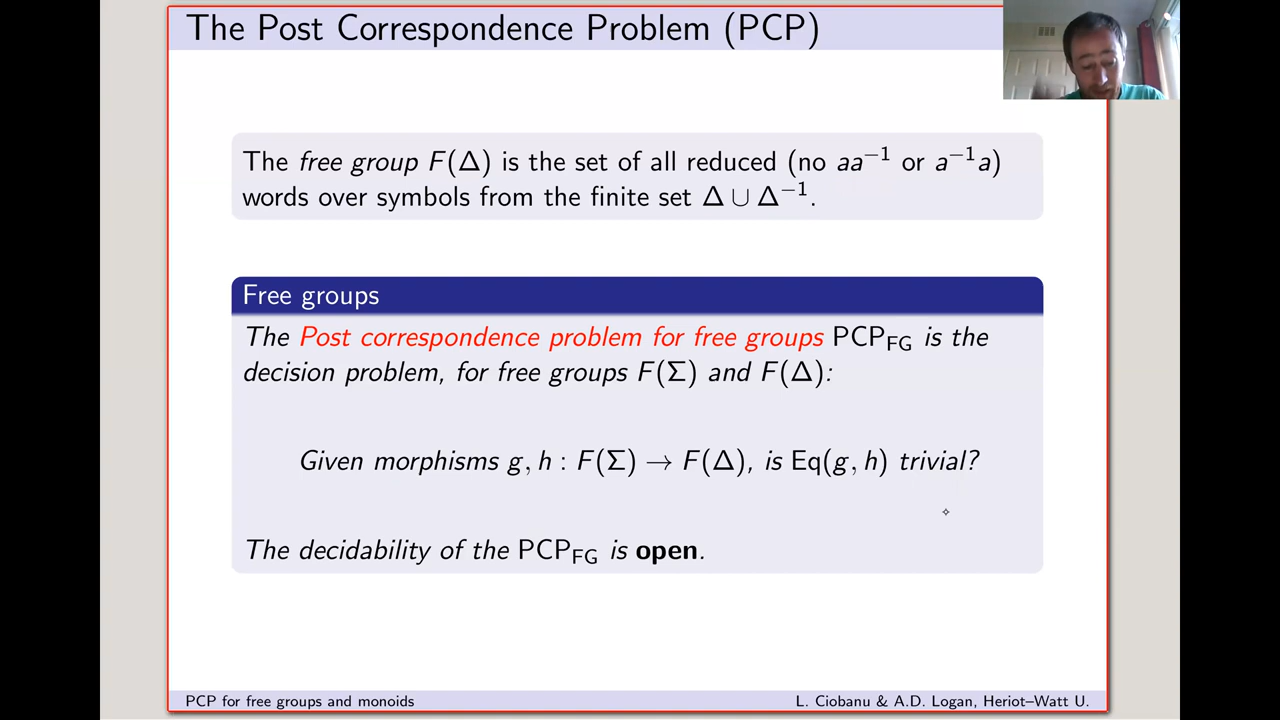 The Post Correspondence Problem (PCP)
The free group F(Δ) is the set of all reduced (no aa⁻¹ or a⁻¹a)
words over symbols from the finite set Δ ∪ Δ⁻¹.
Free groups
The Post correspondence problem for free groups PCP_FG is the
decision problem, for free groups F(Σ) and F(Δ):
Given morphisms g, h : F(Σ) → F(Δ), is Eq(g, h) trivial?
The decidability of the PCP_FG is open.
PCP for free groups and monoids
L. Ciobanu & A.D. Logan, Heriot–Watt U.